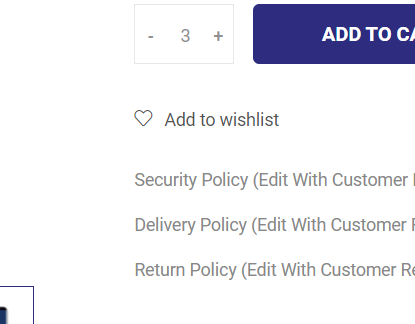 - 3 + ADD TO
Add to wishlist
Security Policy (Edit With Customer
Delivery Policy (Edit With Customer
Return Policy (Edit With Customer